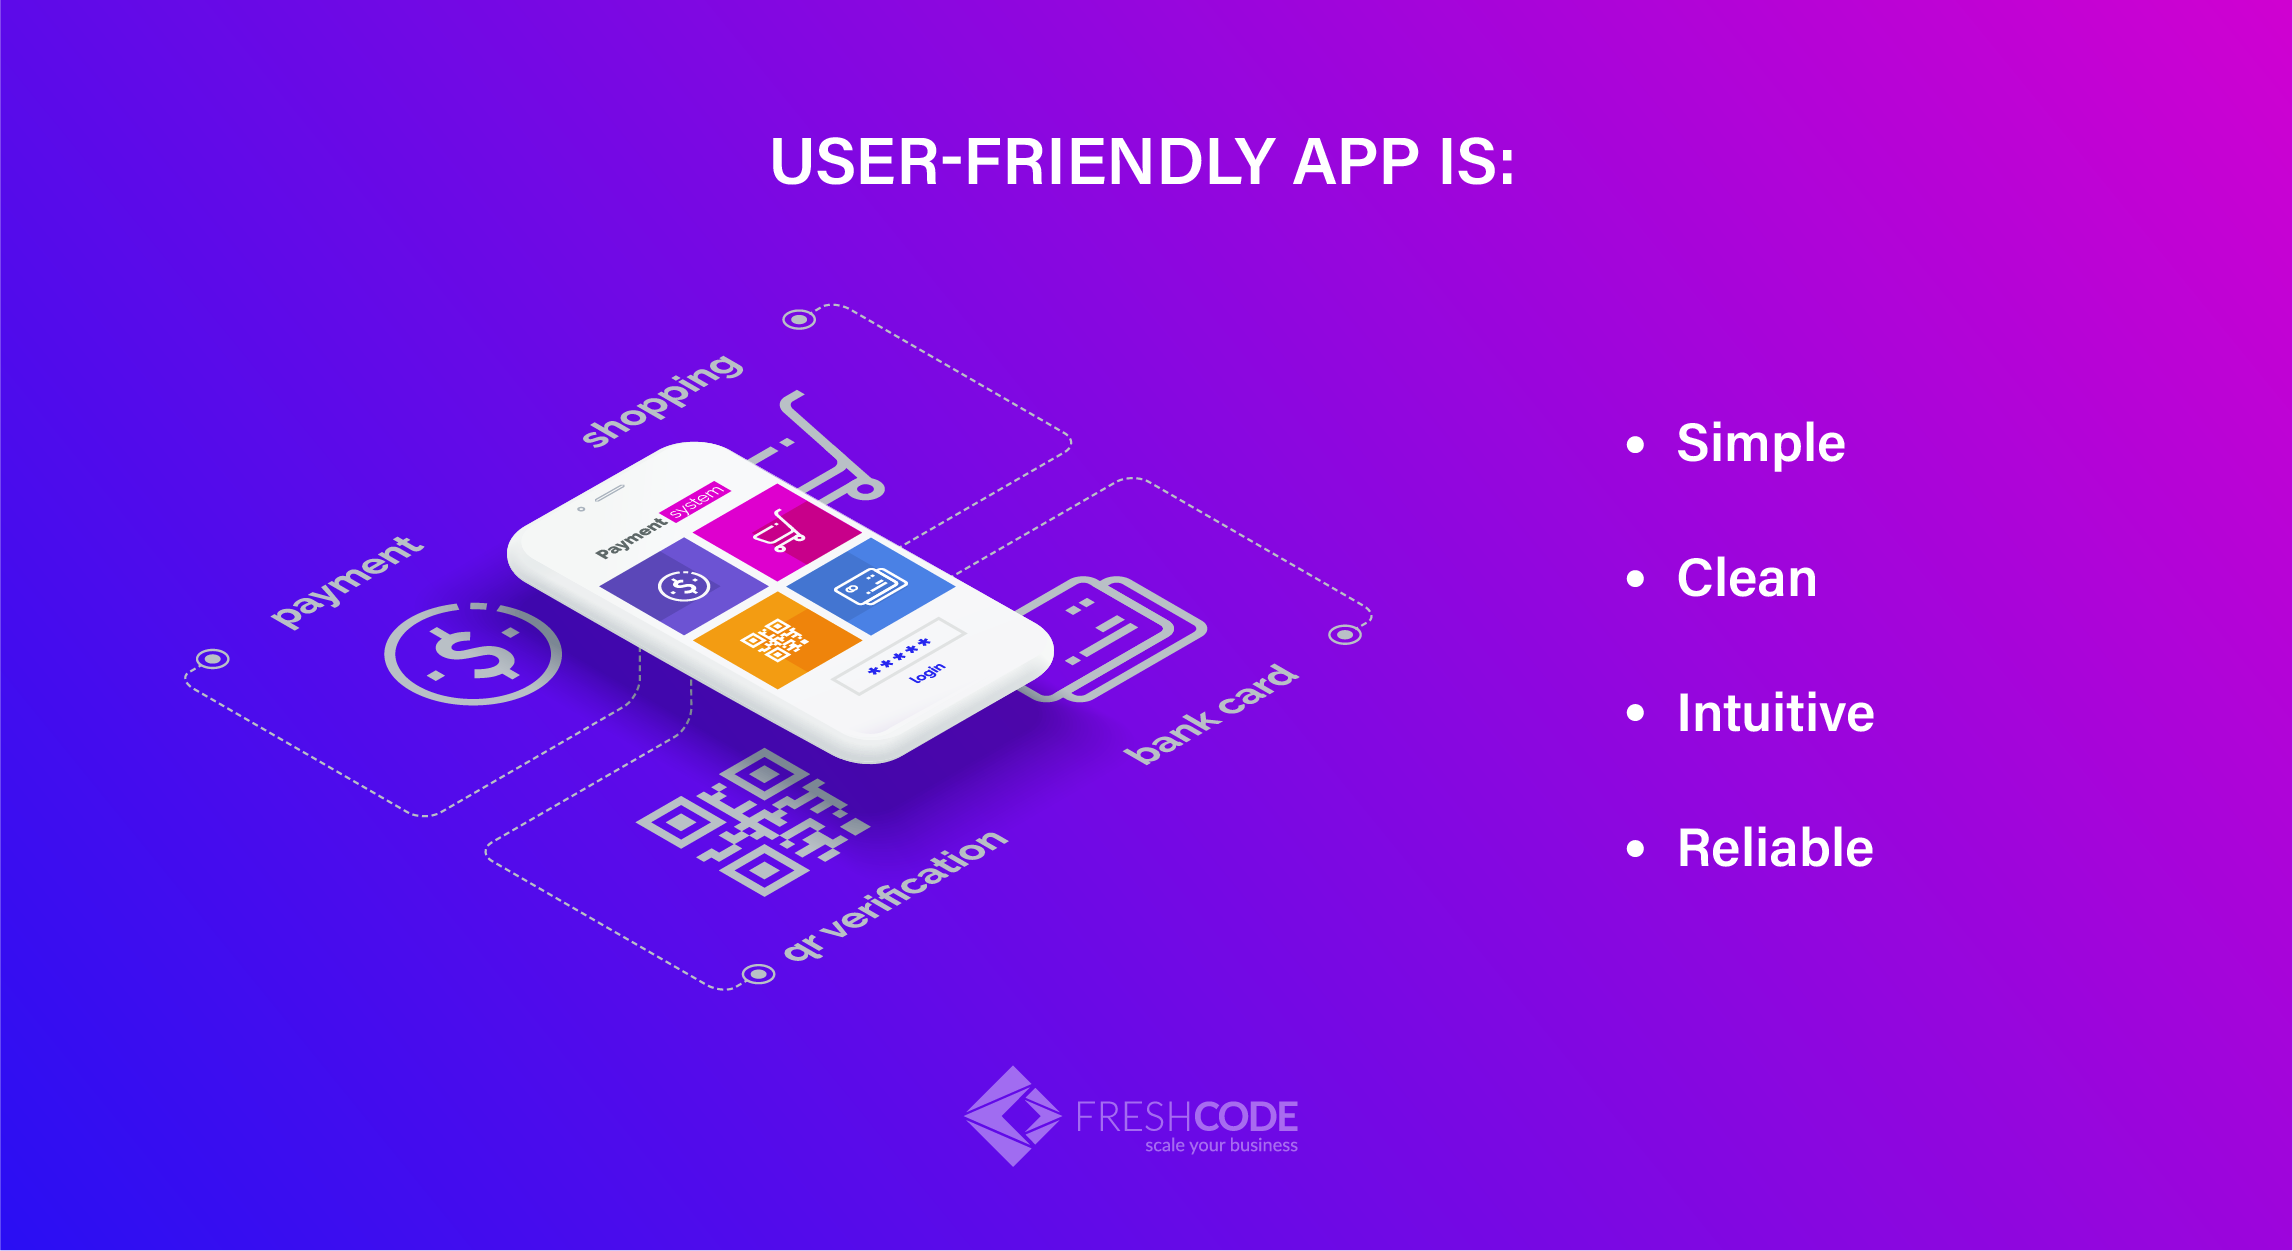 USER-FRIENDLY APP IS:
shopping
payment
Payment system
*****
login
bank card
qr verification
• Simple
• Clean
• Intuitive
• Reliable
FRESHCODE
scale your business